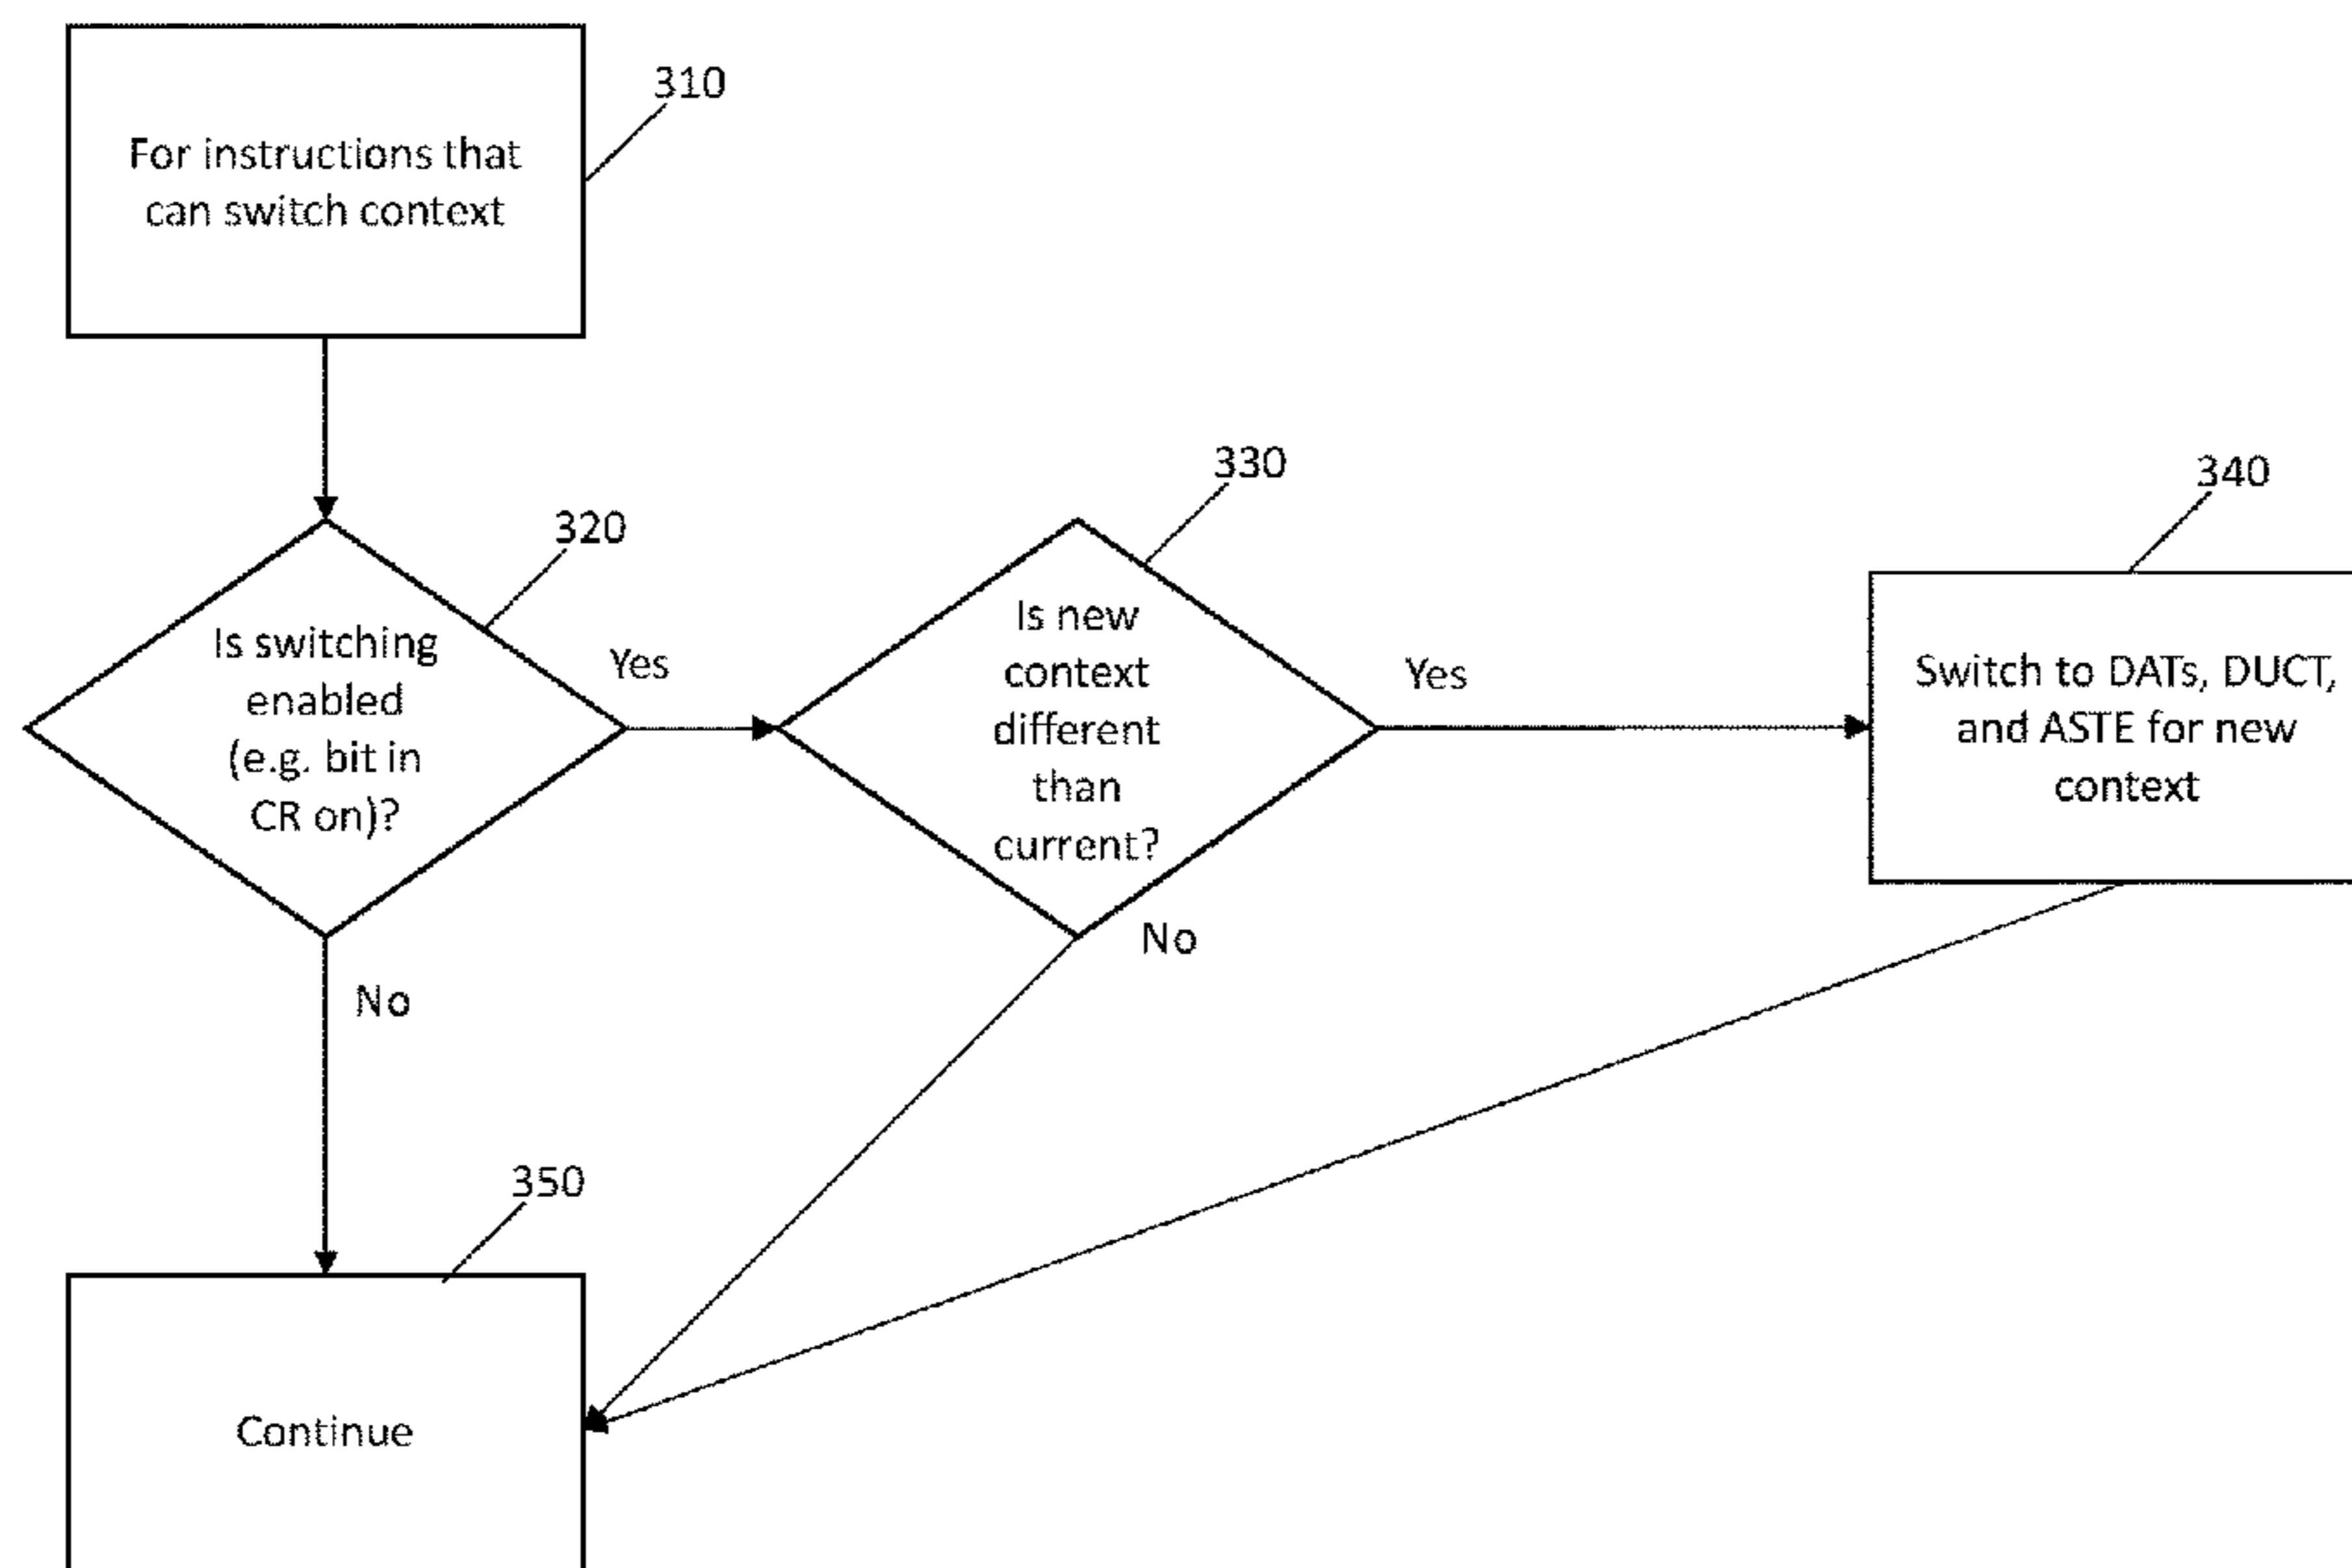 310
For instructions that
can switch context
320
Is switching
enabled
(e.g. bit in
CR on)?
Yes
No
330
Is new
context
different
than
current?
Yes
No
340
Switch to DATs, DUCT,
and ASTE for new
context
350
Continue